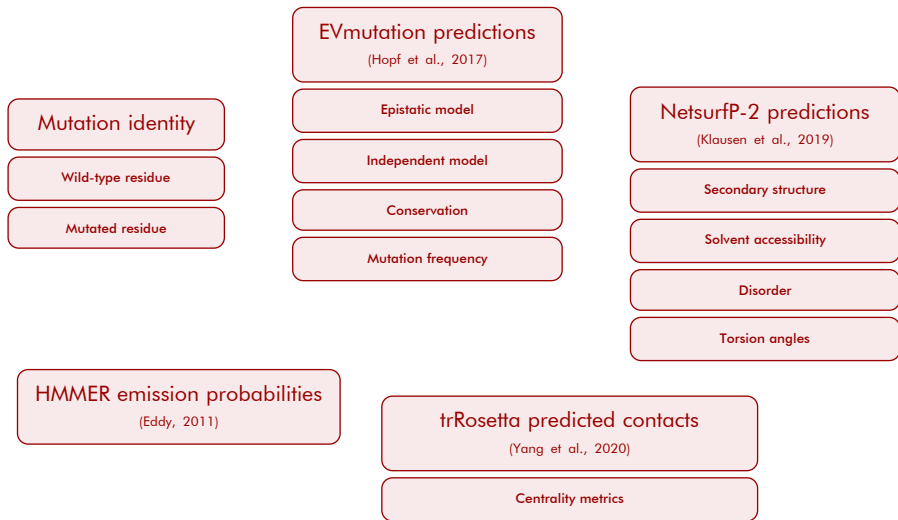 EVmutation predictions
(Hopf et al., 2017)
Epistatic model
Independent model
Conservation
Mutation frequency
Mutation identity
Wild-type residue
Mutated residue
NetsurfP-2 predictions
(Klausen et al., 2019)
Secondary structure
Solvent accessibility
Disorder
Torsion angles
HMMER emission probabilities
(Eddy, 2011)
trRosetta predicted contacts
(Yang et al., 2020)
Centrality metrics